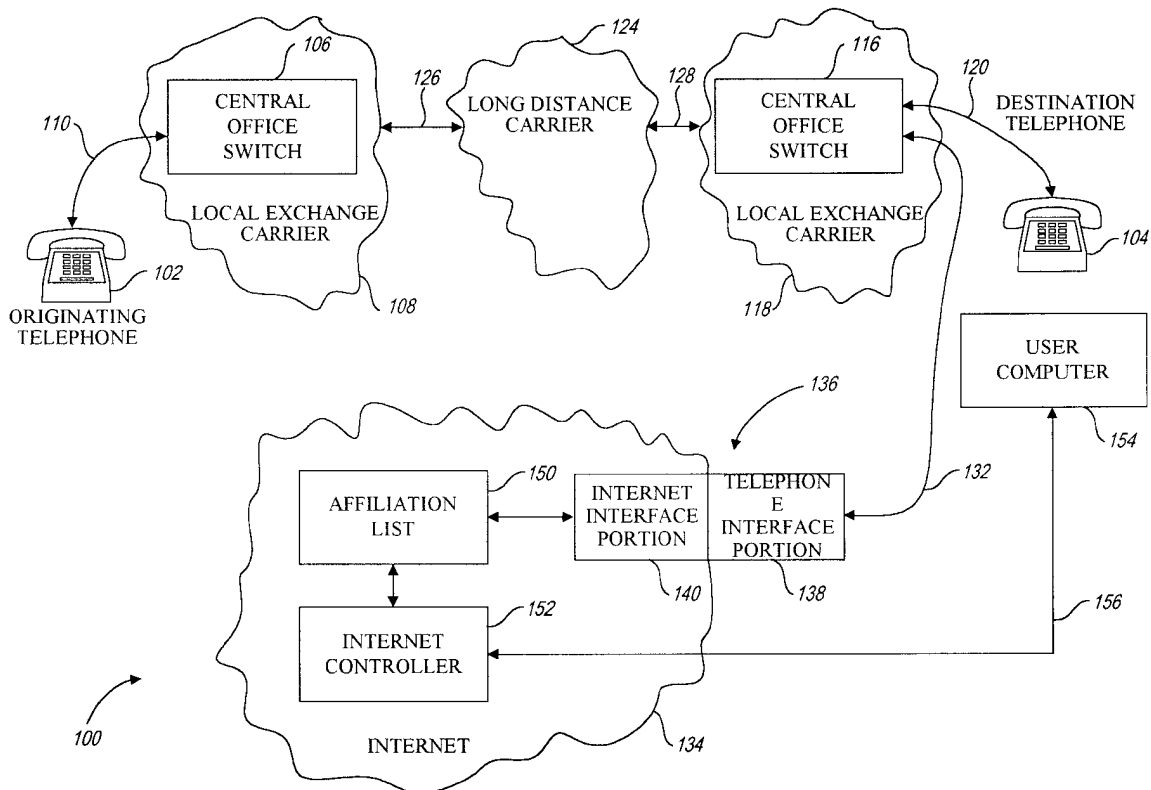 106
124
116
126
128
120
110
CENTRAL
OFFICE
SWITCH
LONG DISTANCE
CARRIER
CENTRAL
OFFICE
SWITCH
DESTINATION
TELEPHONE
LOCAL EXCHANGE
CARRIER
LOCAL EXCHANGE
CARRIER
102
104
108
118
ORIGINATING
TELEPHONE
USER
COMPUTER
154
136
150
AFFILIATION
LIST
INTERNET
INTERFACE
PORTION
TELEPHON
E
INTERFACE
PORTION
132
140
138
152
156
INTERNET
CONTROLLER
100
INTERNET
134